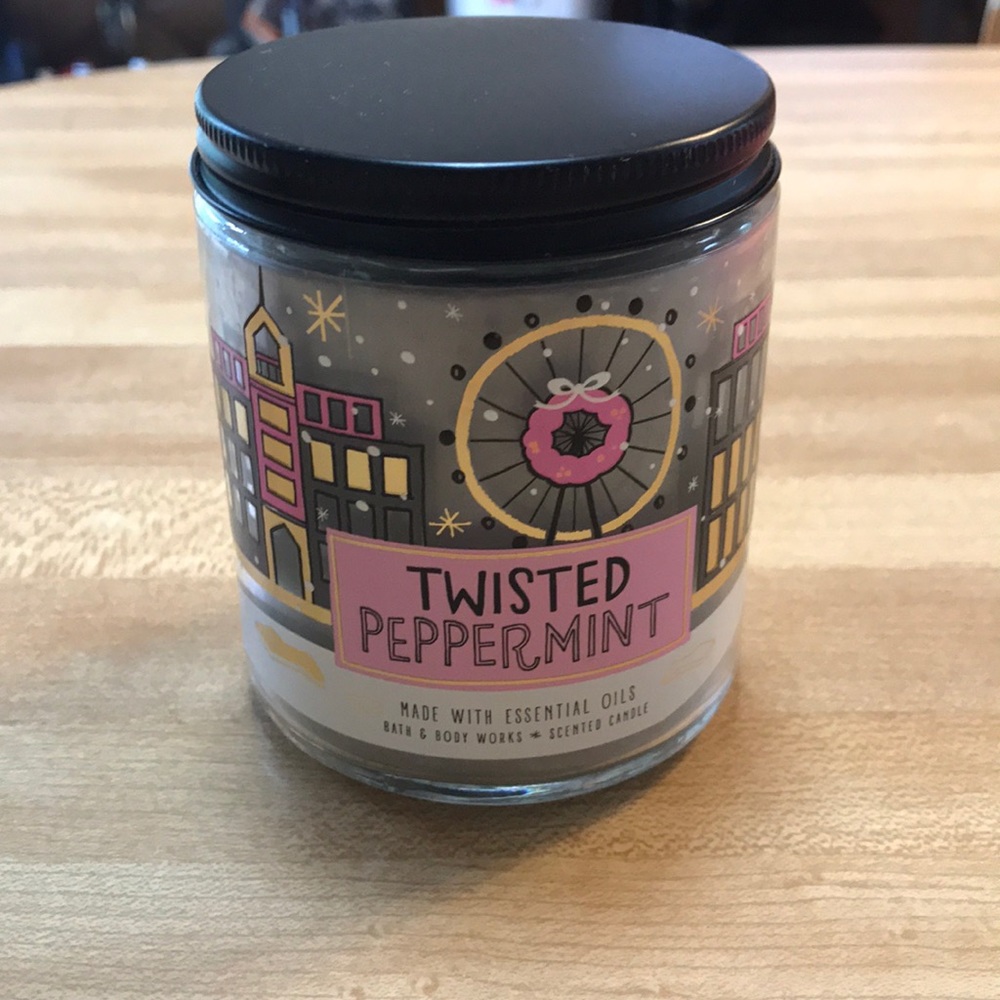 TWISTED
PEPPERMINT
MADE WITH ESSENTIAL OILS
BATH & BODY WORKS * SCENTED CANDLE